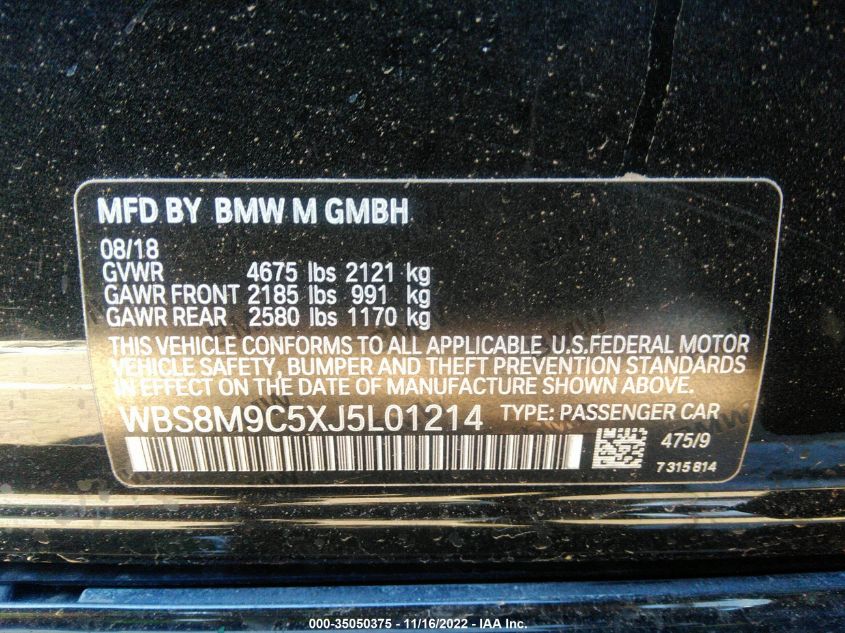 MFD BY BMW M GMBH
08/18
GVWR 4675 lbs 2121 kg
GAWR FRONT 2185 lbs 991 kg
GAWR REAR 2580 lbs 1170 kg
THIS VEHICLE CONFORMS TO ALL APPLICABLE U.S.FEDERAL MOTOR
VEHICLE SAFETY, BUMPER AND THEFT PREVENTION STANDARDS
IN EFFECT ON THE DATE OF MANUFACTURE SHOWN ABOVE.
WBS8M9C5XJ5L01214 TYPE: PASSENGER CAR
475/9
7 315 814
000-35050375 - 11/16/2022 - IAA Inc.